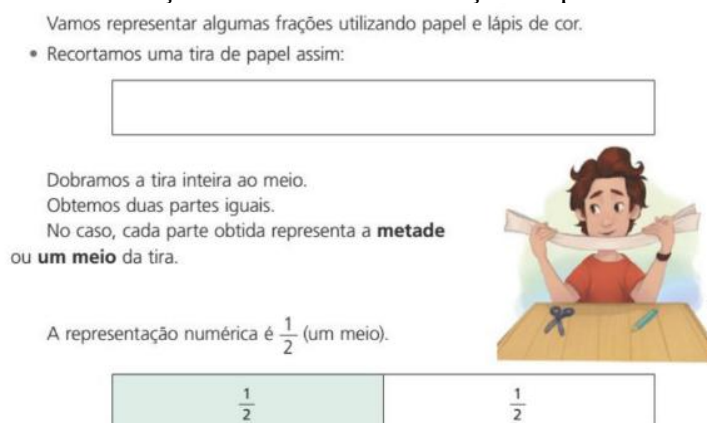 Vamos representar algumas frações utilizando papel e lápis de cor.
• Recortamos uma tira de papel assim:
Dobramos a tira inteira ao meio.
Obtemos duas partes iguais.
No caso, cada parte obtida representa a metade
ou um meio da tira.
A representação numérica é 1/2 (um meio).
1/2 1/2